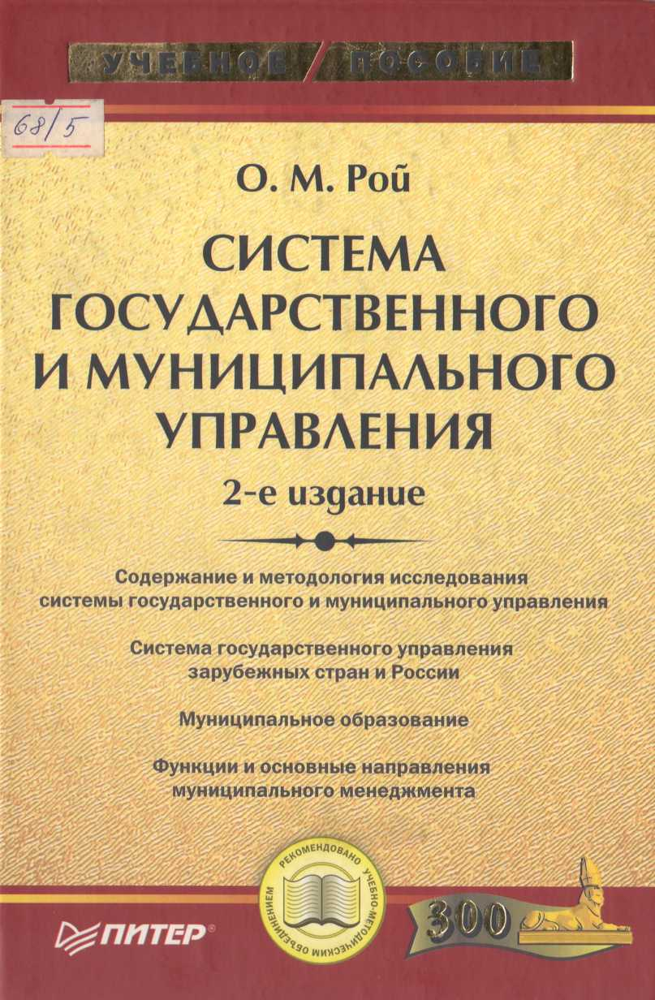 УЧЕБНОЕ / ПОСОБИЕ
68/5
О. М. Рой
СИСТЕМА
ГОСУДАРСТВЕННОГО
И МУНИЦИПАЛЬНОГО
УПРАВЛЕНИЯ
2-е издание
Содержание и методология исследования
системы государственного и муниципального управления
Система государственного управления
зарубежных стран и России
Муниципальное образование
Функции и основные направления
муниципального менеджмента
РЕКОМЕНДОВАНО УЧЕБНО-МЕТОДИЧЕСКИМ ОБЪЕДИНЕНИЕМ
ПИТЕР®
300